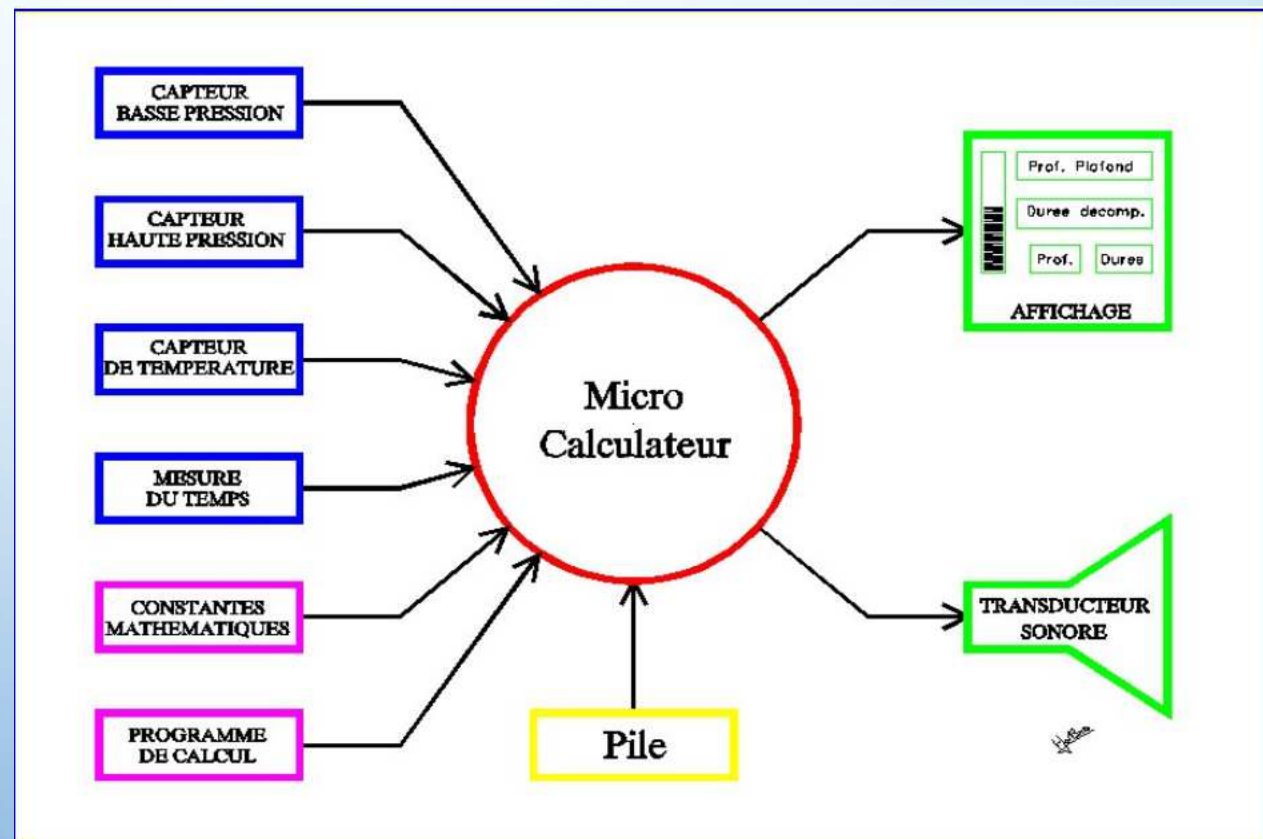 CAPTEUR
BASSE PRESSION
CAPTEUR
HAUTE PRESSION
CAPTEUR
DE TEMPERATURE
MESURE
DU TEMPS
CONSTANTES
MATHEMATIQUES
PROGRAMME
DE CALCUL
Micro
Calculateur
Pile
Prof. Plafond
Duree decomp.
Prof. Duree
AFFICHAGE
TRANSDUCTEUR
SONORE